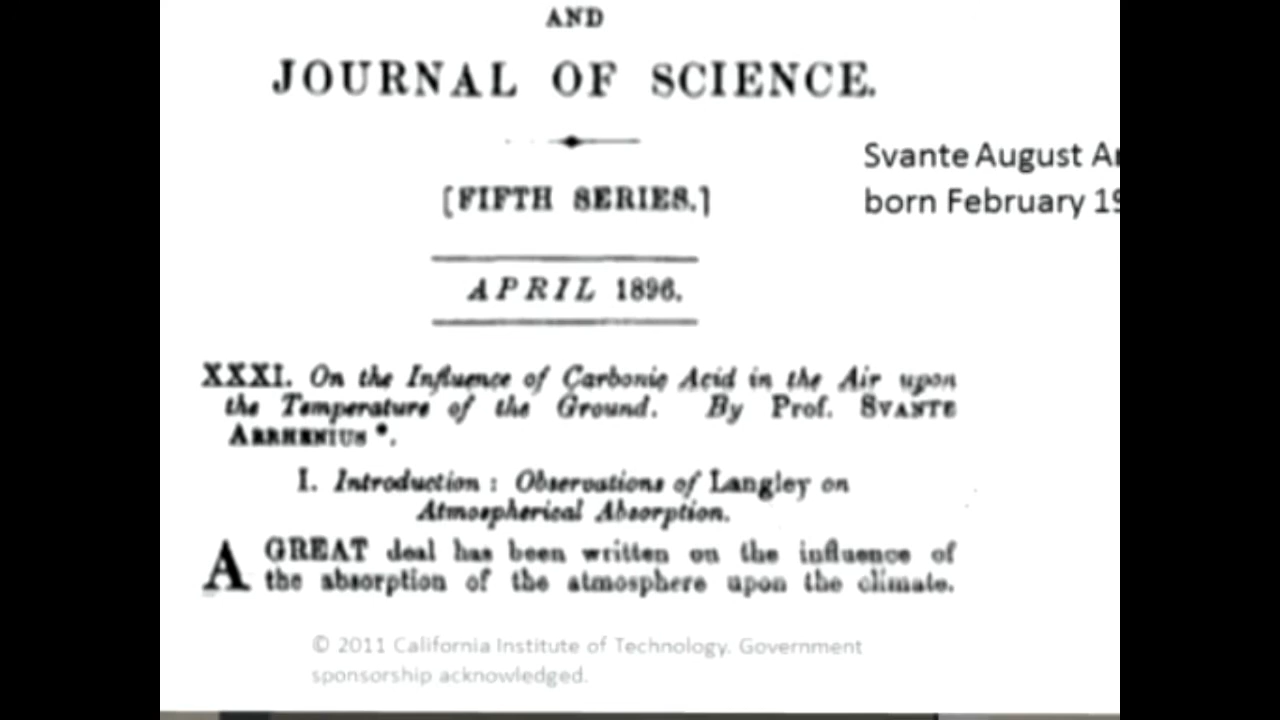 AND
JOURNAL OF SCIENCE.
[FIFTH SERIES.]
APRIL 1896.
Svante August
born February
XXXI. On the Influence of Carbonic Acid in the Air upon
the Temperature of the Ground. By Prof. SVANTE
ARRHENIUS *.
I. Introduction : Observations of Langley on
Atmospherical Absorption.
A GREAT deal has been written on the influence of
the absorption of the atmosphere upon the climate.
© 2011 California Institute of Technology. Government
sponsorship acknowledged.